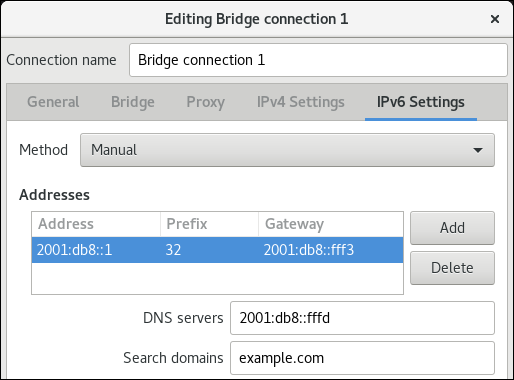 Editing Bridge connection 1
Connection name Bridge connection 1
General Bridge Proxy IPv4 Settings IPv6 Settings
Method Manual
Addresses
Address Prefix Gateway
Add
2001:db8::1 32 2001:db8::fff3
Delete
DNS servers 2001:db8::fffd
Search domains example.com